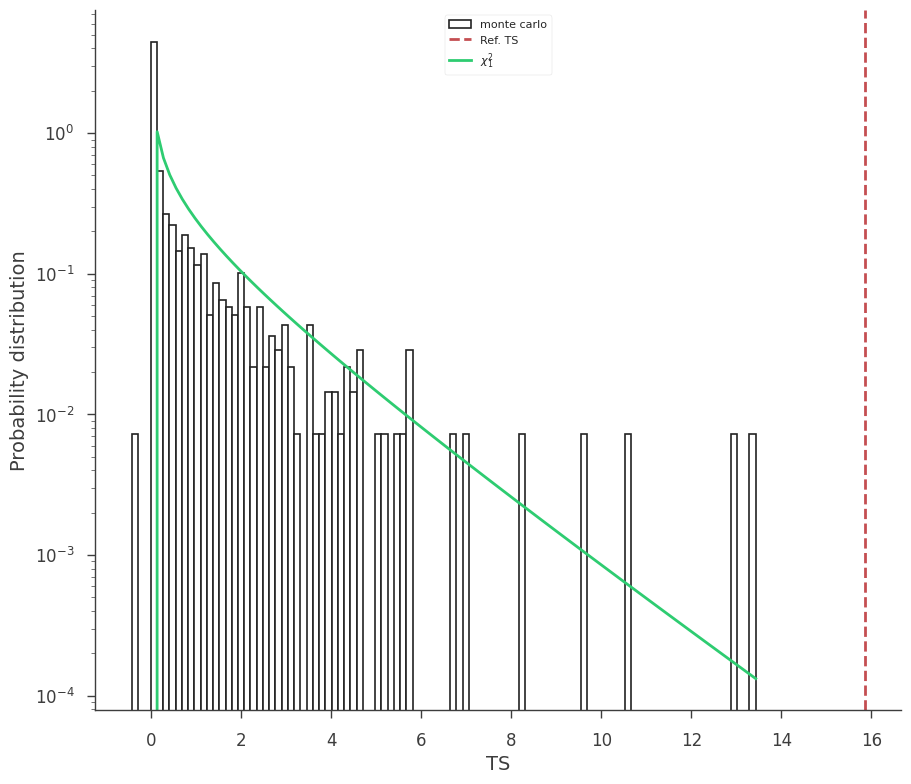 monte carlo
Ref. TS
χ₁²
Probability distribution
10⁰
10⁻¹
10⁻²
10⁻³
10⁻⁴
0 2 4 6 8 10 12 14 16
TS